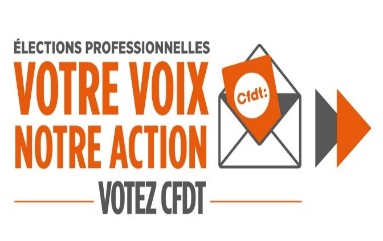 ÉLECTIONS PROFESSIONNELLES
VOTRE VOIX
NOTRE ACTION
Cfdt:
VOTEZ CFDT